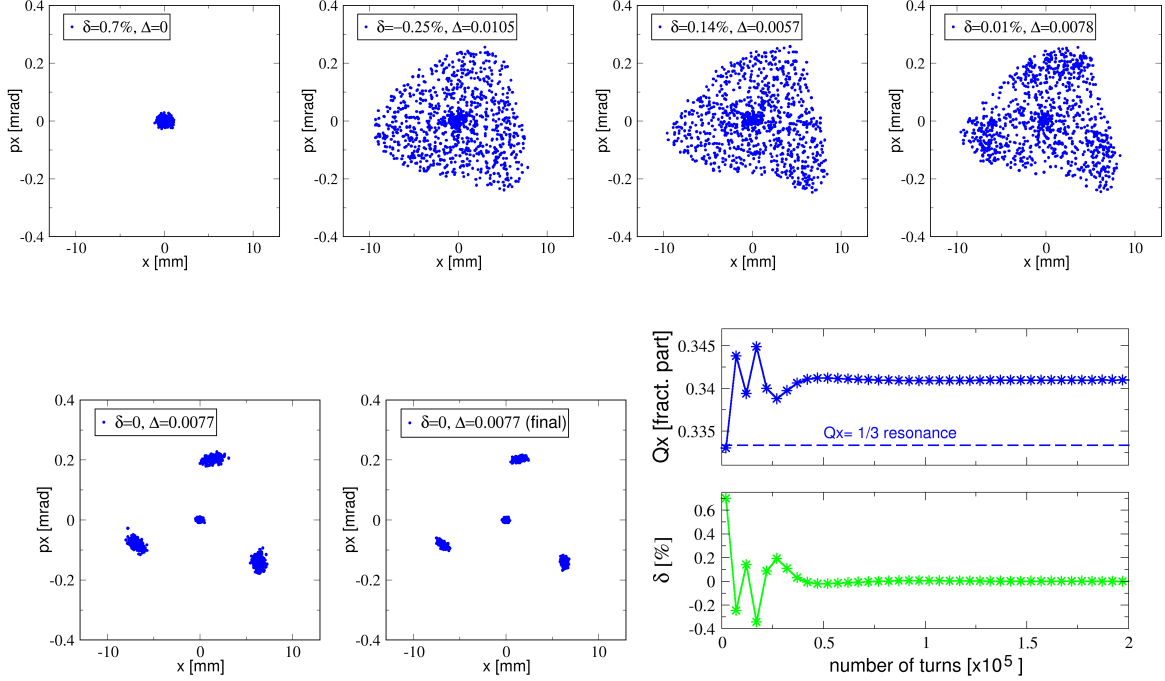 δ=0.7%, Δ=0
0.4
0.2
0
-0.2
-0.4
px [mrad]
-10
0
10
x [mm]
δ=−0.25%, Δ=0.0105
0.4
0.2
0
-0.2
-0.4
px [mrad]
-10
0
10
x [mm]
δ=0.14%, Δ=0.0057
0.4
0.2
0
-0.2
-0.4
px [mrad]
-10
0
10
x [mm]
δ=0.01%, Δ=0.0078
0.4
0.2
0
-0.2
-0.4
px [mrad]
-10
0
10
x [mm]
δ=0, Δ=0.0077
0.4
0.2
0
-0.2
-0.4
px [mrad]
-10
0
10
x [mm]
δ=0, Δ=0.0077 (final)
0.4
0.2
0
-0.2
-0.4
px [mrad]
-10
0
10
x [mm]
Qx [fract. part]
0.345
0.34
0.335
Qx= 1/3 resonance
δ [%]
0.6
0.4
0.2
0
-0.2
-0.4
0
0.5
1
1.5
2
number of turns [x10⁵ ]